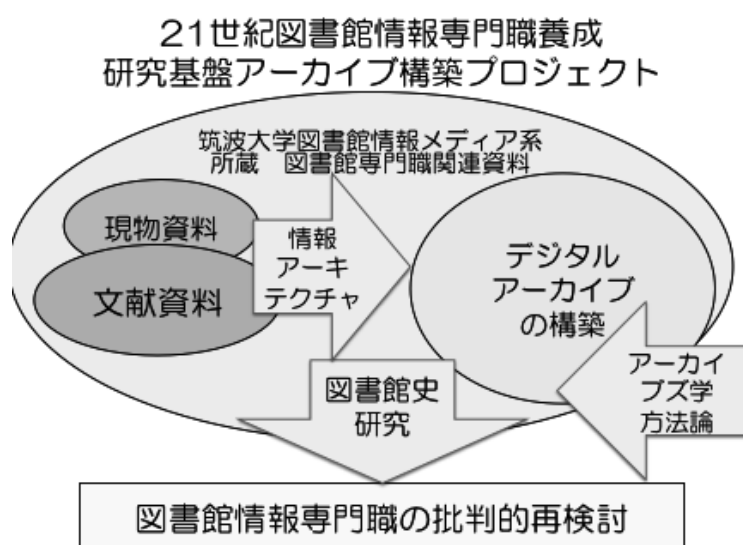 21世紀図書館情報専門職養成
研究基盤アーカイブ構築プロジェクト
筑波大学図書館情報メディア系
所蔵　図書館専門職関連資料
現物資料
文献資料
情報
アーキ
テクチャ
デジタル
アーカイブ
の構築
図書館史
研究
アーカイ
ブズ学
方法論
図書館情報専門職の批判的再検討